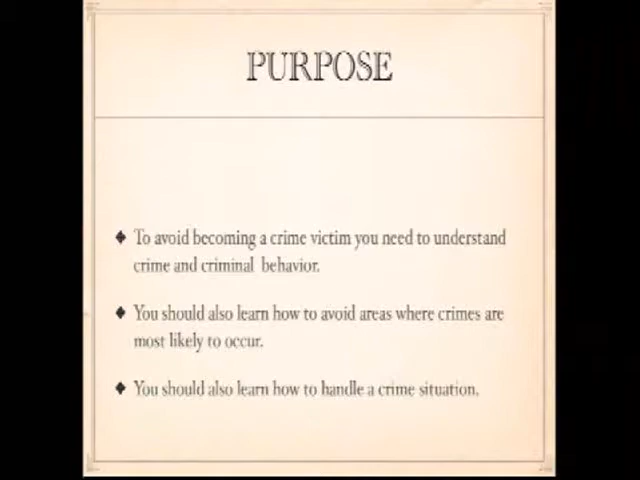 PURPOSE
◆ To avoid becoming a crime victim you need to understand
crime and criminal behavior.
◆ You should also learn how to avoid areas where crimes are
most likely to occur.
◆ You should also learn how to handle a crime situation.